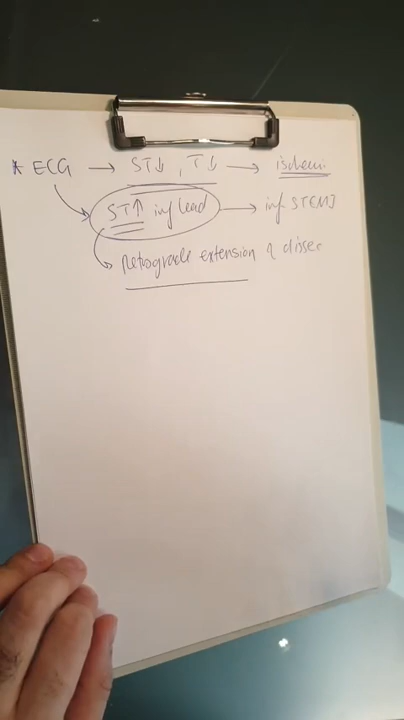 * ECG → ST↓, T↓ → ischemi
ST↑ inf lead → inf STEMI
Retrograde extension of dissec